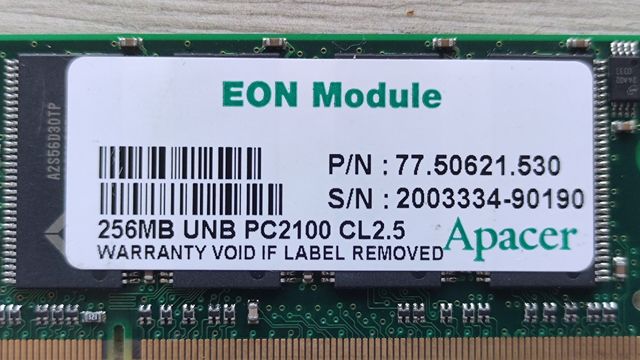 EON Module
P/N : 77.50621.530
S/N : 2003334-90190
256MB UNB PC2100 CL2.5
Apacer
WARRANTY VOID IF LABEL REMOVED
A2S56D30TP